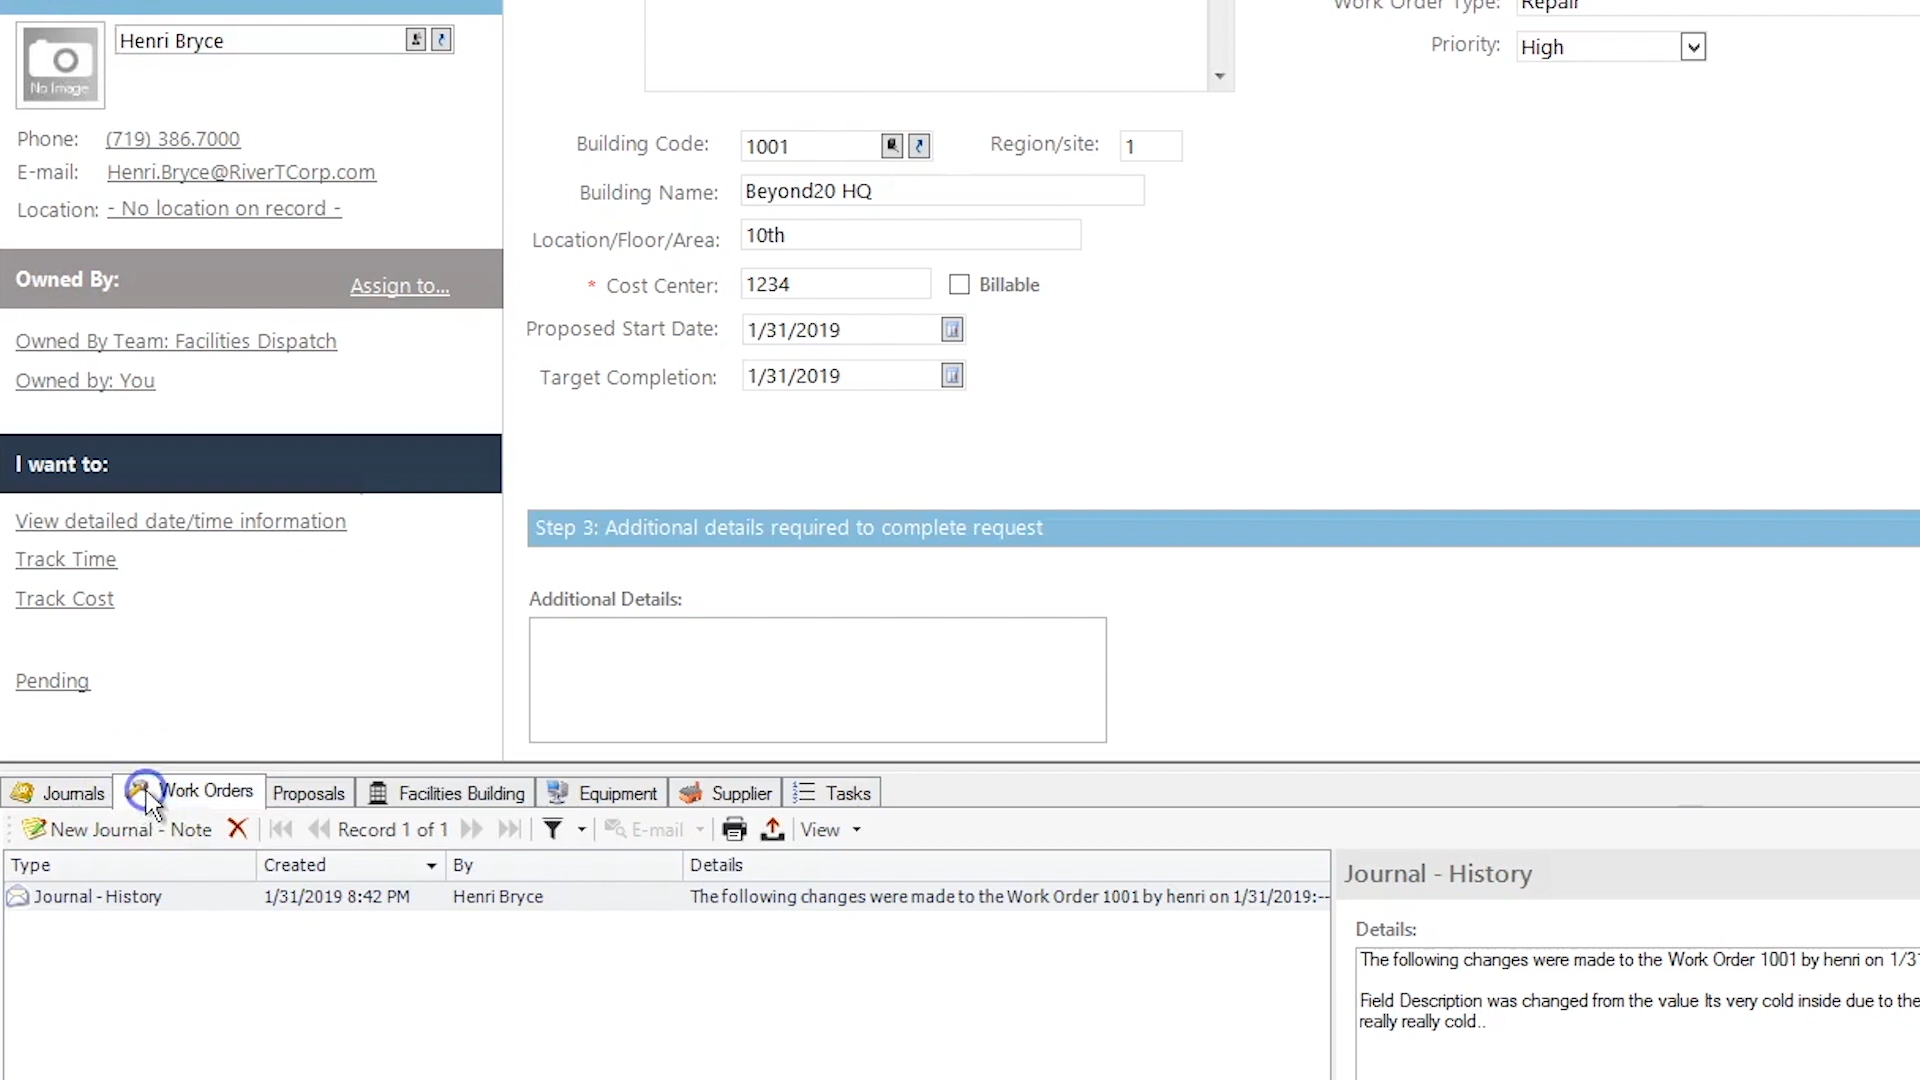 Work Order Type: Repair
Henri Bryce
Priority: High
No Image
Phone: (719) 386.7000
E-mail: Henri.Bryce@RiverTCorp.com
Location: - No location on record -
Building Code: 1001 Region/site: 1
Building Name: Beyond20 HQ
Location/Floor/Area: 10th
* Cost Center: 1234 Billable
Proposed Start Date: 1/31/2019
Target Completion: 1/31/2019
Owned By: Assign to...
Owned By Team: Facilities Dispatch
Owned by: You
I want to:
View detailed date/time information
Track Time
Track Cost
Pending
Step 3: Additional details required to complete request
Additional Details:
Journals Work Orders Proposals Facilities Building Equipment Supplier Tasks
New Journal - Note Record 1 of 1 E-mail View
Type Created By Details
Journal - History 1/31/2019 8:42 PM Henri Bryce The following changes were made to the Work Order 1001 by henri on 1/31/2019:--
Journal - History
Details:
The following changes were made to the Work Order 1001 by henri on 1/31
Field Description was changed from the value Its very cold inside due to the
really really cold..